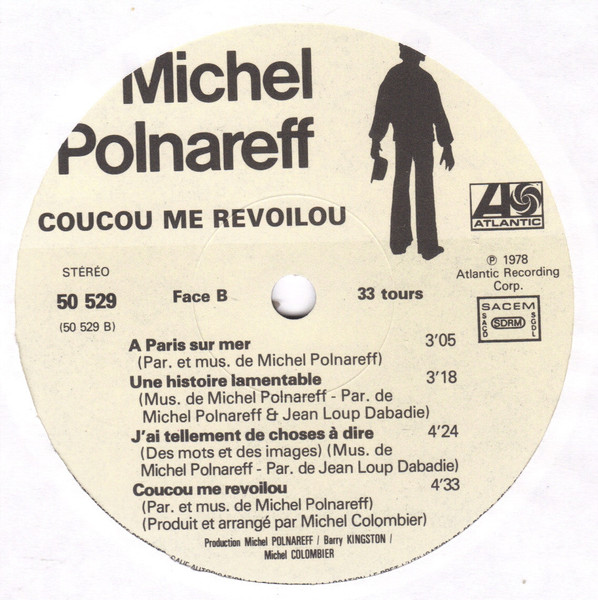 Michel
Polnareff
COUCOU ME REVOILOU
ATLANTIC
STÉRÉO
℗ 1978
Atlantic Recording
Corp.
50 529
Face B
33 tours
(50 529 B)
SACEM
SACD
SDRM
SGDL
A Paris sur mer 3'05
(Par. et mus. de Michel Polnareff)
Une histoire lamentable 3'18
(Mus. de Michel Polnareff - Par. de
Michel Polnareff & Jean Loup Dabadie)
J'ai tellement de choses à dire 4'24
(Des mots et des images) (Mus. de
Michel Polnareff - Par. de Jean Loup Dabadie)
Coucou me revoilou 4'33
(Par. et mus. de Michel Polnareff)
(Produit et arrangé par Michel Colombier)
Production Michel POLNAREFF / Barry KINGSTON /
Michel COLOMBIER